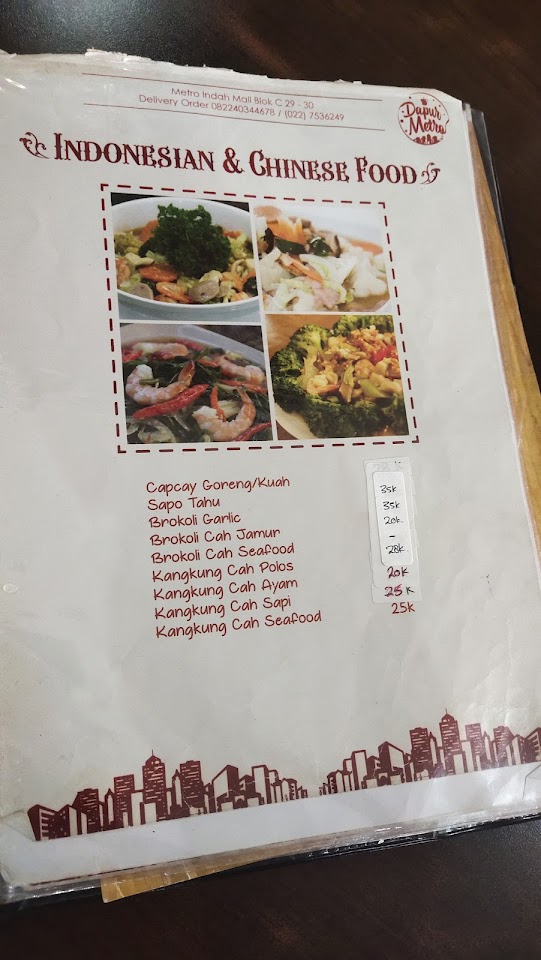 Metro Indah Mall Blok C 29 - 30
Delivery Order 082240344678 / (022) 7536249
Dapur
Metro
INDONESIAN & CHINESE FOOD
Capcay Goreng/Kuah
Sapo Tahu 35k
Brokoli Garlic 35k
Brokoli Cah Jamur 20k
Brokoli Cah Seafood -
Kangkung Cah Polos 28k
Kangkung Cah Ayam 20k
Kangkung Cah Sapi 25K
Kangkung Cah Seafood 25k